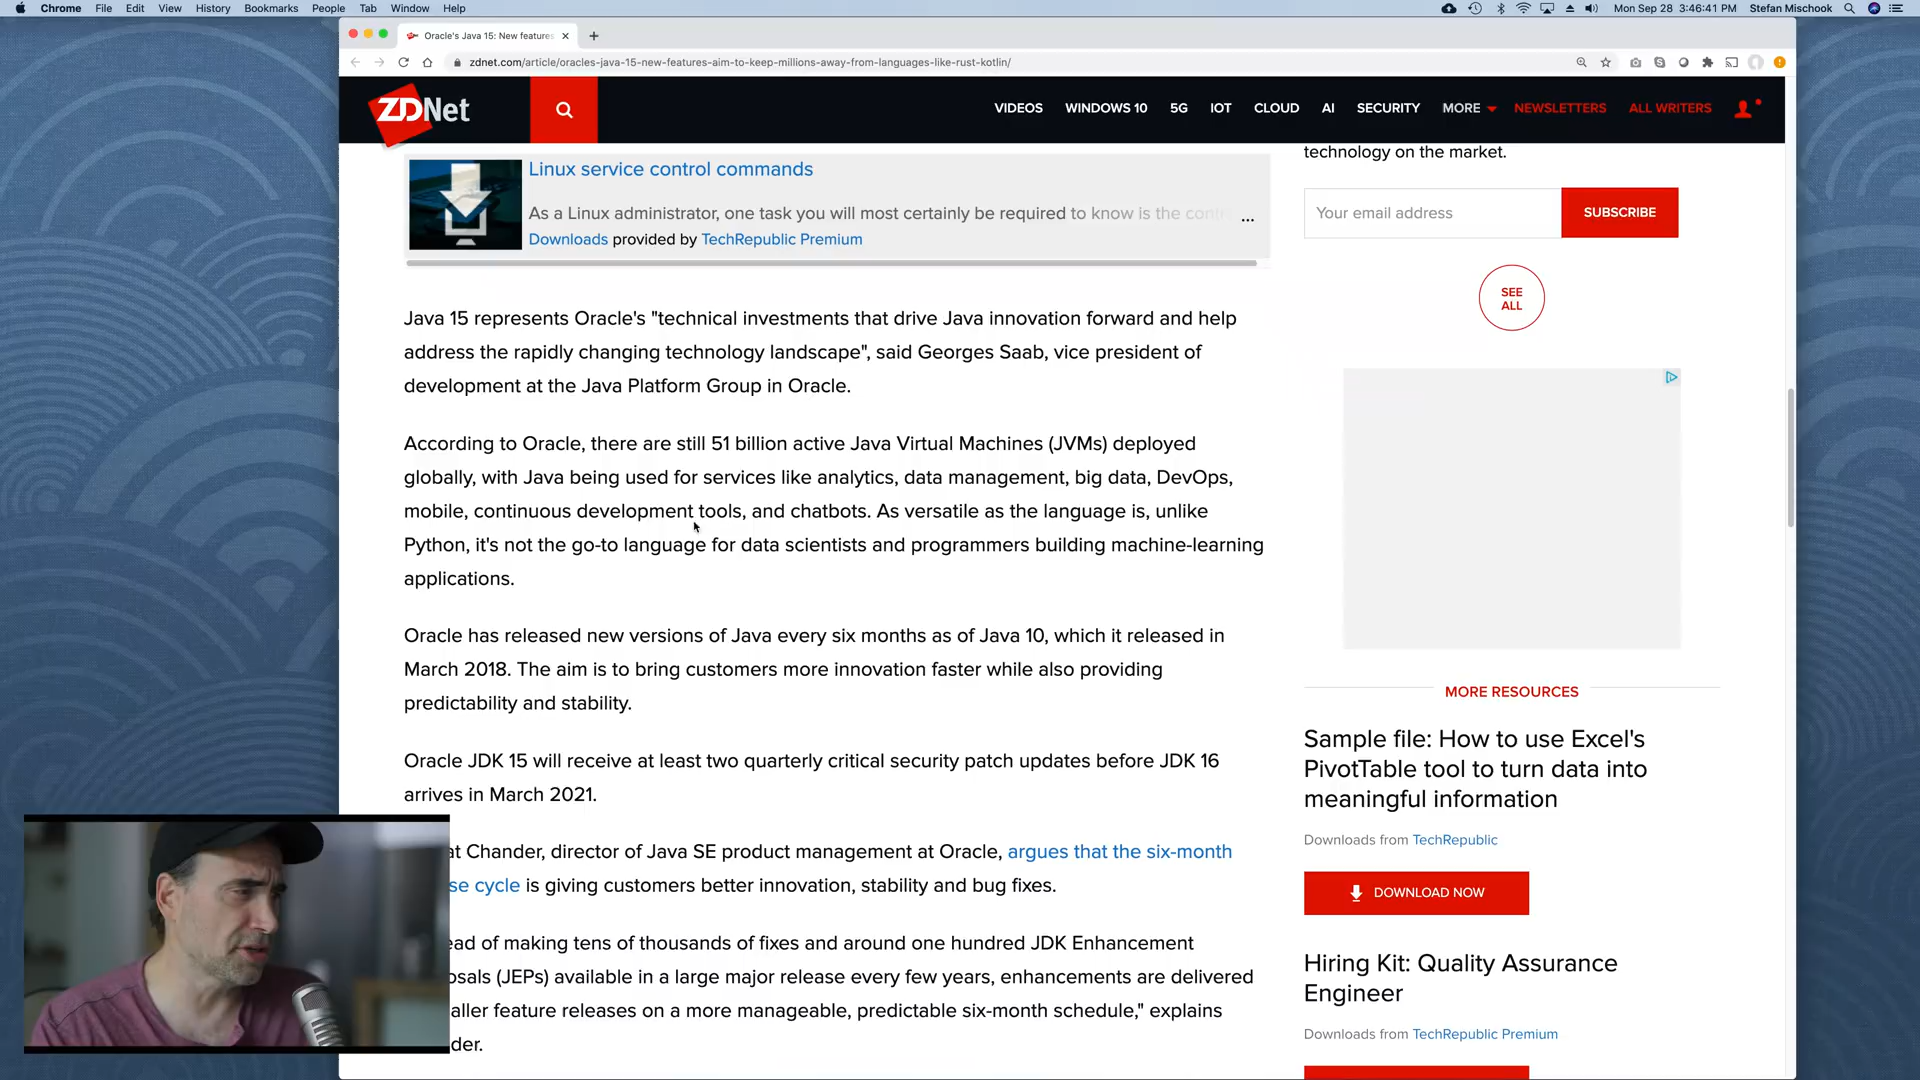 Chrome File Edit View History Bookmarks People Tab Window Help
Mon Sep 28 3:46:41 PM Stefan Mischook
Oracle's Java 15: New features
zdnet.com/article/oracles-java-15-new-features-aim-to-keep-millions-away-from-languages-like-rust-kotlin/
ZDNet
VIDEOS WINDOWS 10 5G IOT CLOUD AI SECURITY MORE NEWSLETTERS ALL WRITERS
Linux service control commands
As a Linux administrator, one task you will most certainly be required to know is the cont
...
Downloads provided by TechRepublic Premium
Java 15 represents Oracle's "technical investments that drive Java innovation forward and help
address the rapidly changing technology landscape", said Georges Saab, vice president of
development at the Java Platform Group in Oracle.
According to Oracle, there are still 51 billion active Java Virtual Machines (JVMs) deployed
globally, with Java being used for services like analytics, data management, big data, DevOps,
mobile, continuous development tools, and chatbots. As versatile as the language is, unlike
Python, it's not the go-to language for data scientists and programmers building machine-learning
applications.
Oracle has released new versions of Java every six months as of Java 10, which it released in
March 2018. The aim is to bring customers more innovation faster while also providing
predictability and stability.
Oracle JDK 15 will receive at least two quarterly critical security patch updates before JDK 16
arrives in March 2021.
at Chander, director of Java SE product management at Oracle, argues that the six-month
se cycle is giving customers better innovation, stability and bug fixes.
ead of making tens of thousands of fixes and around one hundred JDK Enhancement
osals (JEPs) available in a large major release every few years, enhancements are delivered
aller feature releases on a more manageable, predictable six-month schedule," explains
der.
technology on the market.
Your email address
SUBSCRIBE
SEE
ALL
MORE RESOURCES
Sample file: How to use Excel's
PivotTable tool to turn data into
meaningful information
Downloads from TechRepublic
DOWNLOAD NOW
Hiring Kit: Quality Assurance
Engineer
Downloads from TechRepublic Premium